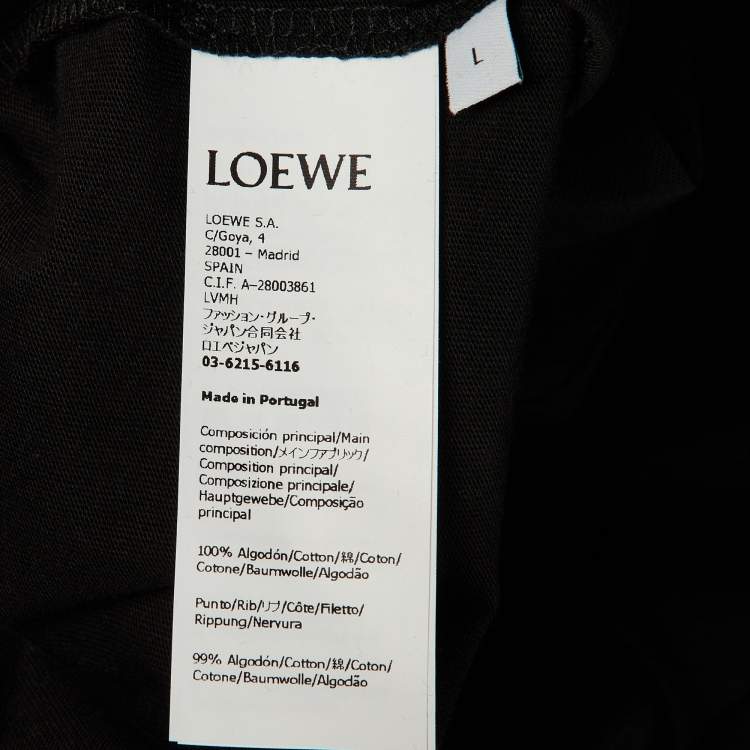 L
LOEWE
LOEWE S.A.
C/Goya, 4
28001 – Madrid
SPAIN
C.I.F. A–28003861
LVMH
ファッション・グループ・
ジャパン合同会社
ロエベジャパン
03-6215-6116
Made in Portugal
Composición principal/Main
composition/メインファブリック/
Composition principal/
Composizione principale/
Hauptgewebe/Composição
principal
100% Algodón/Cotton/綿/Coton/
Cotone/Baumwolle/Algodão
Punto/Rib/リブ/Côte/Filetto/
Rippung/Nervura
99% Algodón/Cotton/綿/Coton/
Cotone/Baumwolle/Algodão